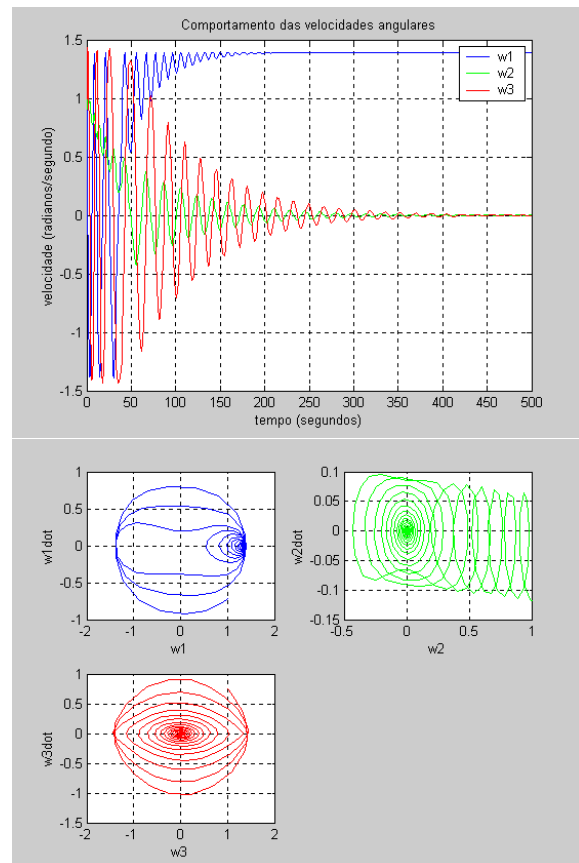 Comportamento das velocidades angulares
1.5
1
0.5
0
-0.5
-1
-1.5
velocidade (radianos/segundo)
w1
w2
w3
0 50 100 150 200 250 300 350 400 450 500
tempo (segundos)
1
0.5
0
-0.5
-1
w1dot
-2 -1 0 1 2
w1
0.1
0.05
0
-0.05
-0.1
-0.15
w2dot
-0.5 0 0.5 1
w2
1
0.5
0
-0.5
-1
-1.5
w3dot
-2 -1 0 1 2
w3